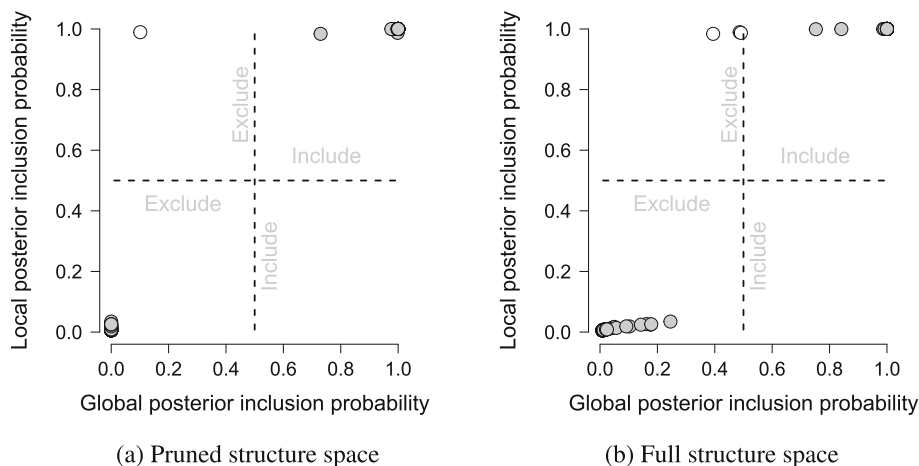 Local posterior inclusion probability
1.0
0.8
0.6
0.4
0.2
0.0
Exclude
Include
Exclude
Include
0.0 0.2 0.4 0.6 0.8 1.0
Global posterior inclusion probability
(a) Pruned structure space
Local posterior inclusion probability
1.0
0.8
0.6
0.4
0.2
0.0
Exclude
Include
Exclude
Include
0.0 0.2 0.4 0.6 0.8 1.0
Global posterior inclusion probability
(b) Full structure space